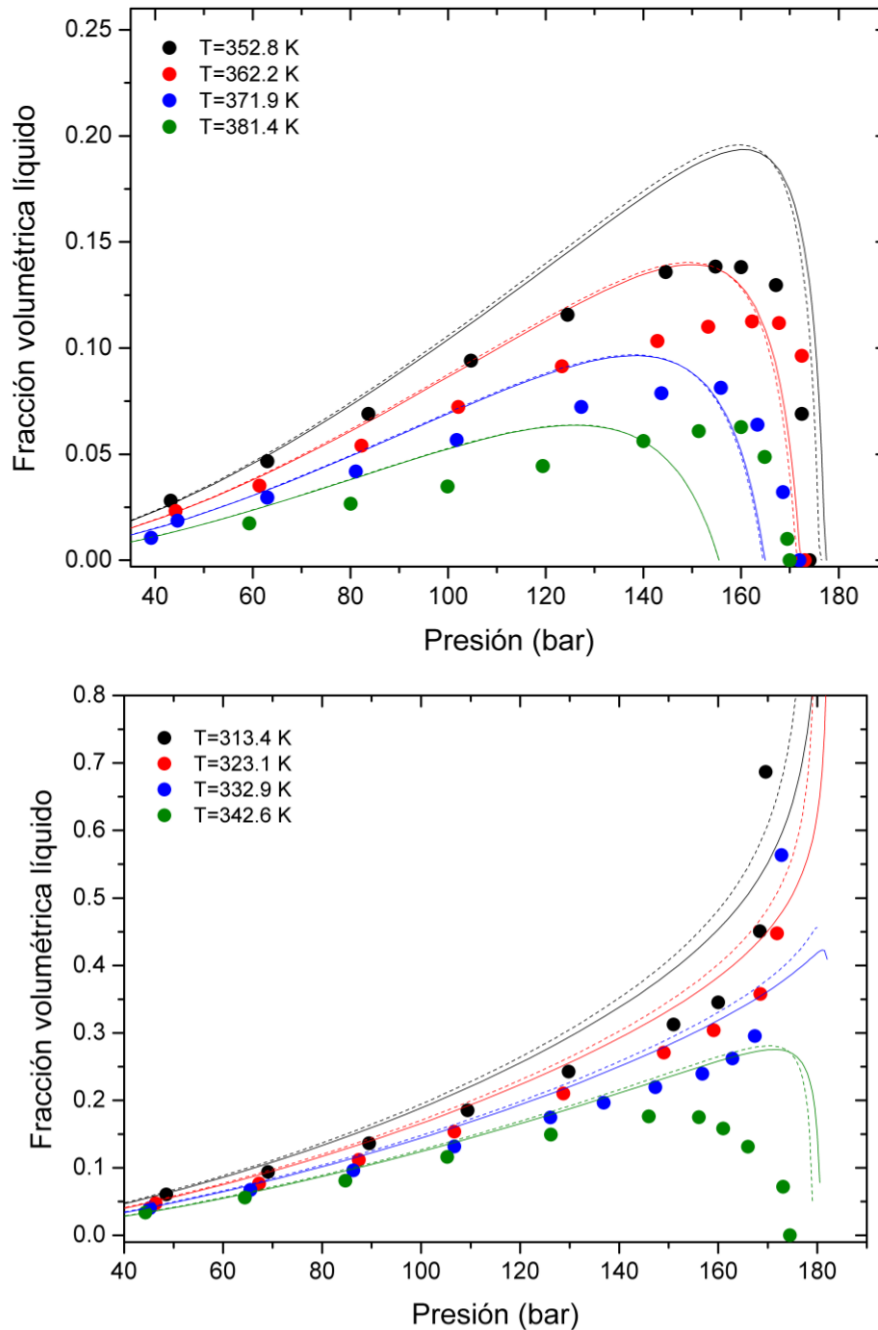 0.25
0.20
0.15
0.10
0.05
0.00
Fracción volumétrica líquido
T=352.8 K
T=362.2 K
T=371.9 K
T=381.4 K
40 60 80 100 120 140 160 180
Presión (bar)
0.8
0.7
0.6
0.5
0.4
0.3
0.2
0.1
0.0
Fracción volumétrica líquido
T=313.4 K
T=323.1 K
T=332.9 K
T=342.6 K
40 60 80 100 120 140 160 180
Presión (bar)